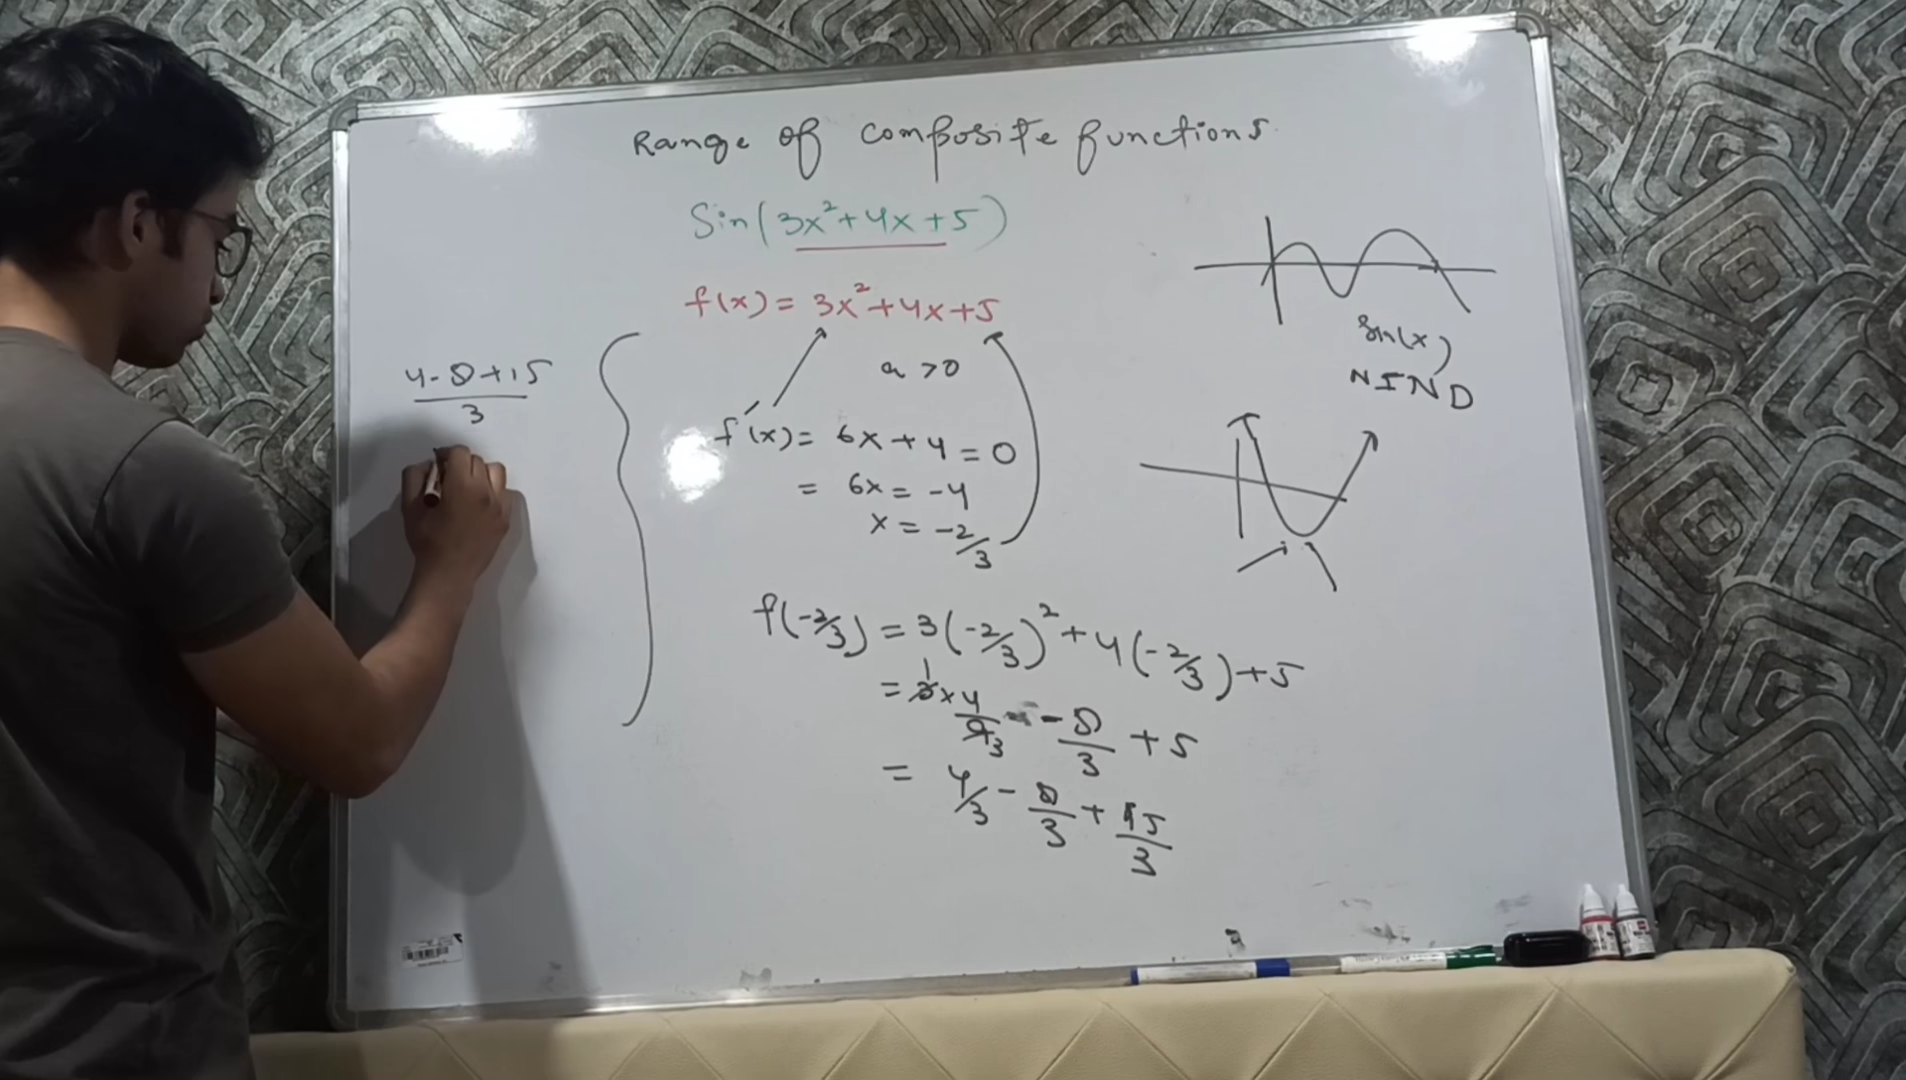 Range of composite functions
Sin(3x²+4x+5)
f(x) = 3x²+4x+5
a > 0
f'(x) = 6x + 4 = 0
= 6x = -4
x = -2/3
f(-2/3) = 3(-2/3)² + 4(-2/3) + 5
= 3 1 × 4/9 3 - 8/3 + 5
= 4/3 - 8/3 + 15/3
4-8+15
3
Sin(x)
NIND